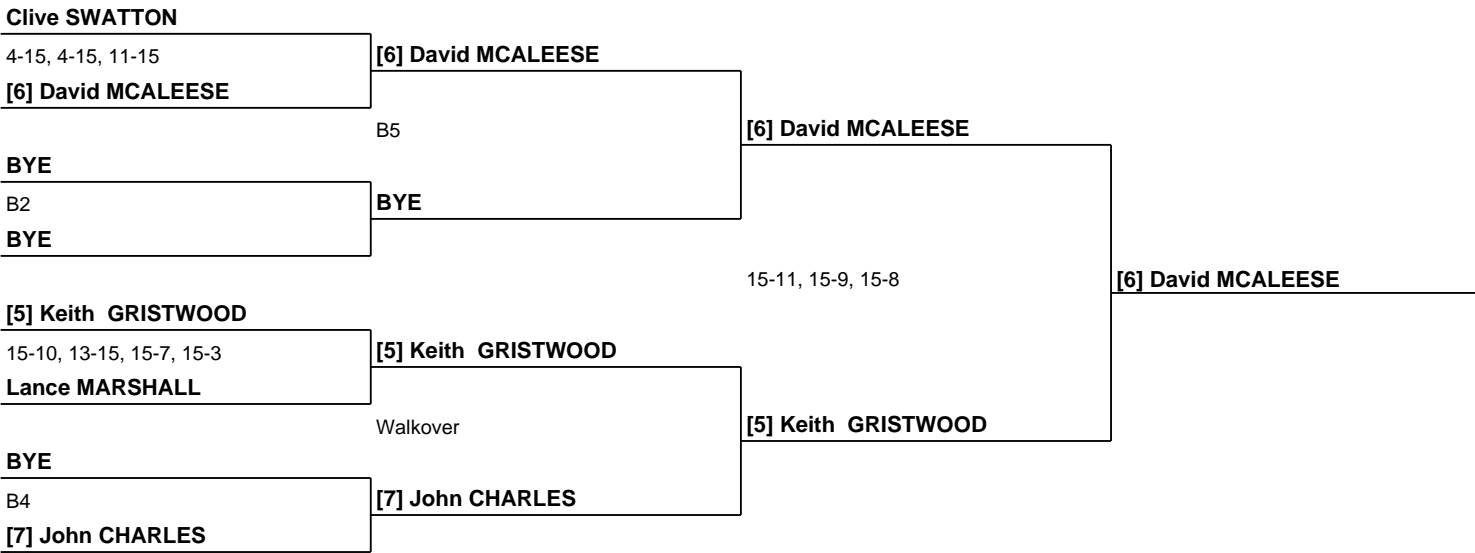 Clive SWATTON
4-15, 4-15, 11-15
[6] David MCALEESE
[6] David MCALEESE
B5
[6] David MCALEESE
BYE
B2
BYE
BYE
15-11, 15-9, 15-8
[6] David MCALEESE
[5] Keith  GRISTWOOD
15-10, 13-15, 15-7, 15-3
[5] Keith  GRISTWOOD
Lance MARSHALL
Walkover
[5] Keith  GRISTWOOD
BYE
B4
[7] John CHARLES
[7] John CHARLES